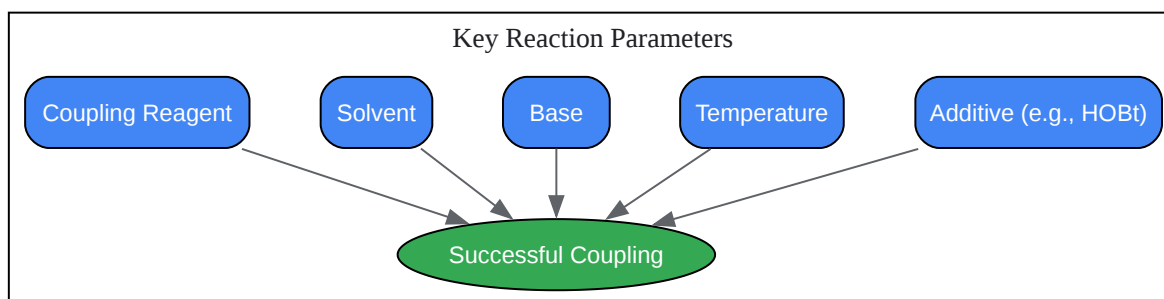 Key Reaction Parameters
Coupling Reagent
Solvent
Base
Temperature
Additive (e.g., HOBt)
Successful Coupling